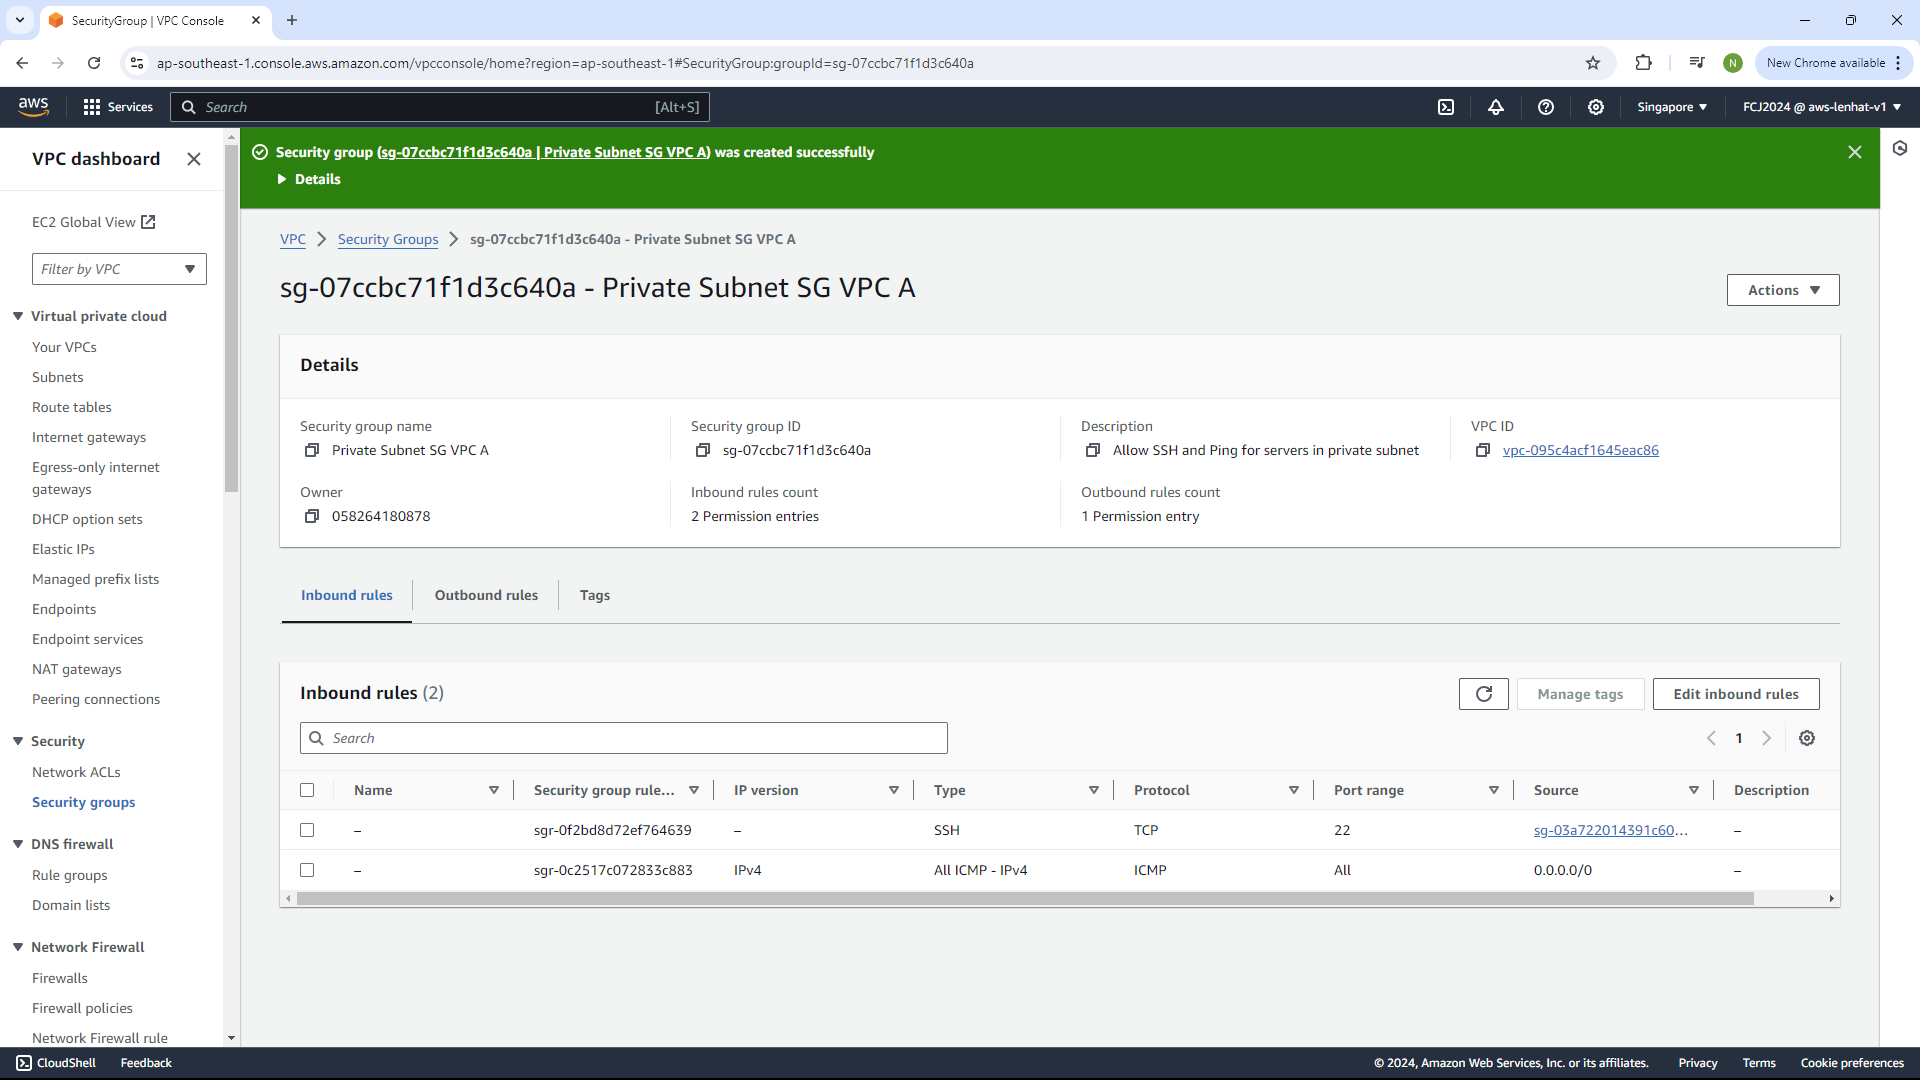 SecurityGroup | VPC Console
ap-southeast-1.console.aws.amazon.com/vpcconsole/home?region=ap-southeast-1#SecurityGroup:groupId=sg-07ccbc71f1d3c640a
N
New Chrome available
aws
Services
Search
[Alt+S]
Singapore
FCJ2024 @ aws-lenhat-v1
VPC dashboard
EC2 Global View
Filter by VPC
Virtual private cloud
Your VPCs
Subnets
Route tables
Internet gateways
Egress-only internet
gateways
DHCP option sets
Elastic IPs
Managed prefix lists
Endpoints
Endpoint services
NAT gateways
Peering connections
Security
Network ACLs
Security groups
DNS firewall
Rule groups
Domain lists
Network Firewall
Firewalls
Firewall policies
Network Firewall rule
Security group (sg-07ccbc71f1d3c640a | Private Subnet SG VPC A) was created successfully
Details
VPC
Security Groups
sg-07ccbc71f1d3c640a - Private Subnet SG VPC A
sg-07ccbc71f1d3c640a - Private Subnet SG VPC A
Actions
Details
Security group name
Private Subnet SG VPC A
Security group ID
sg-07ccbc71f1d3c640a
Description
Allow SSH and Ping for servers in private subnet
VPC ID
vpc-095c4acf1645eac86
Owner
058264180878
Inbound rules count
2 Permission entries
Outbound rules count
1 Permission entry
Inbound rules
Outbound rules
Tags
Inbound rules (2)
Manage tags
Edit inbound rules
Search
1
Name Security group rule... IP version Type Protocol Port range Source Description
– sgr-0f2bd8d72ef764639 – SSH TCP 22 sg-03a722014391c60... –
– sgr-0c2517c072833c883 IPv4 All ICMP - IPv4 ICMP All 0.0.0.0/0 –
CloudShell
Feedback
© 2024, Amazon Web Services, Inc. or its affiliates.
Privacy
Terms
Cookie preferences